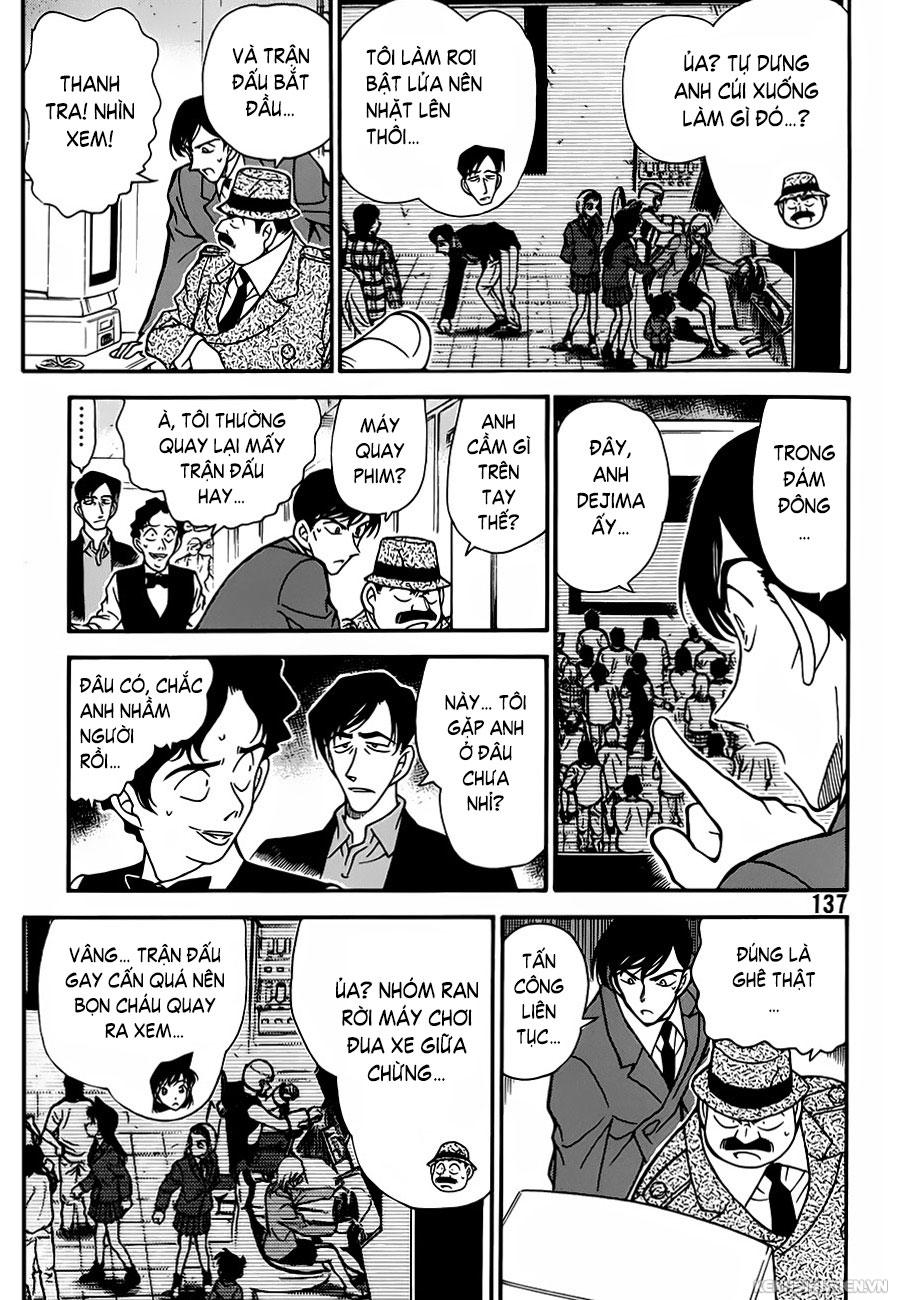 ỦA? TỰ DƯNG
ANH CÚI XUỐNG
LÀM GÌ ĐÓ...?
TÔI LÀM RƠI
BẬT LỬA NÊN
NHẶT LÊN
THÔI...
VÀ TRẬN
ĐẤU BẮT
ĐẦU...
THANH
TRA! NHÌN
XEM!
TRONG
ĐÁM
ĐÔNG
...
ĐÂY,
ANH
DEJIMA
ẤY...
ANH
CẦM GÌ
TRÊN
TAY
THẾ?
MÁY
QUAY
PHIM?
À, TÔI THƯỜNG
QUAY LẠI MẤY
TRẬN ĐẤU
HAY...
......
NÀY... TÔI
GẶP ANH
Ở ĐÂU
CHƯA
NHỈ?
ĐÂU CÓ, CHẮC
ANH NHẦM
NGƯỜI
RỒI...
137
ĐÚNG LÀ
GHÊ THẬT
...
TẤN
CÔNG
LIÊN
TỤC...
ỦA? NHÓM RAN
RỜI MÁY CHƠI
ĐUA XE GIỮA
CHỪNG...
VÂNG... TRẬN ĐẤU
GAY CẤN QUÁ NÊN
BỌN CHÁU QUAY
RA XEM...